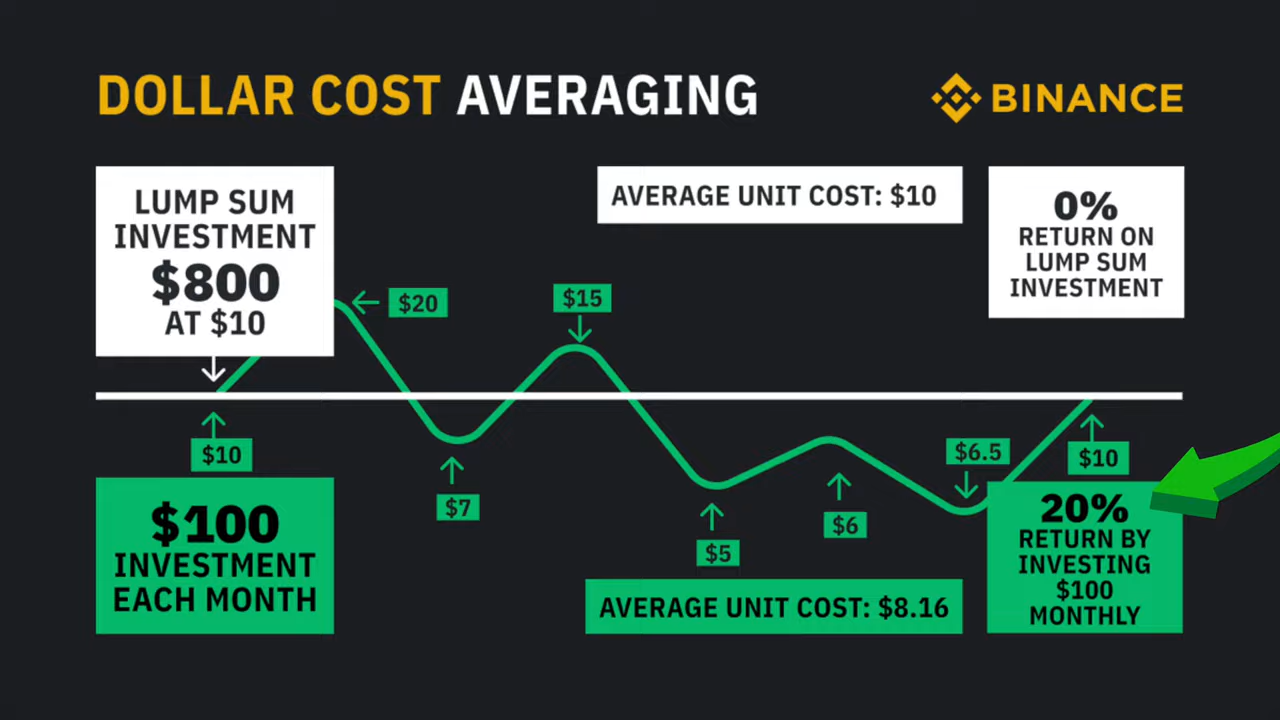 DOLLAR COST AVERAGING
BINANCE
LUMP SUM
INVESTMENT
$800
AT $10
AVERAGE UNIT COST: $10
0%
RETURN ON
LUMP SUM
INVESTMENT
$20
$15
$10
$7
$5
$6
$6.5
$10
$100
INVESTMENT
EACH MONTH
AVERAGE UNIT COST: $8.16
20%
RETURN BY
INVESTING
$100
MONTHLY